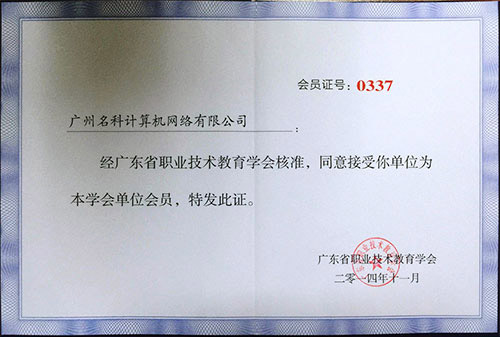 会员证号：0337
广州名科计算机网络有限公司：
经广东省职业技术教育学会核准，同意接受你单位为
本学会单位会员，特发此证。
广东省职业技术教育学会
二零一四年十一月